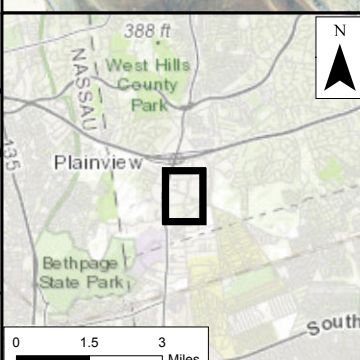 388 ft
N
NASSAU
West Hills
County
Park
135
Plainview
Bethpage
State Park
South
0 1.5 3
Miles